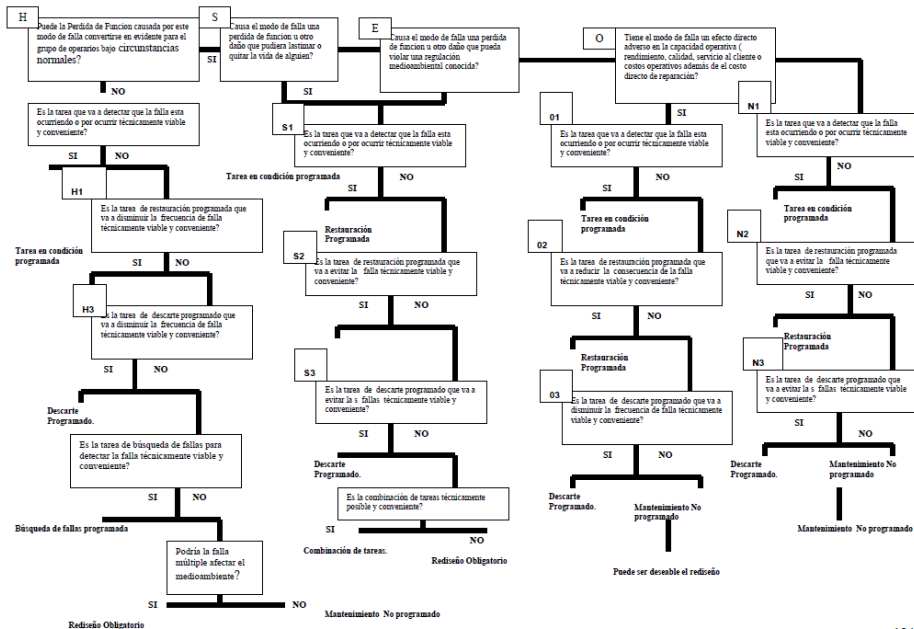 H
Puede la Perdida de Funcion causada por este
modo de falla convertirse en evidente para el
grupo de operarios bajo circunstancias
normales?
SI
NO
S
Causa el modo de falla una
perdida de funcion u otro
daño que pudiera lastimar o
quitar la vida de alguien?
E
Causa el modo de falla una perdida
de funcion u otro daño que pueda
violar una regulación
medioambiental conocida?
O
Tiene el modo de falla un efecto directo
adverso en la capacidad operativa (
rendimiento, calidad, servicio al cliente o
costos operativos además de el costo
directo de reparación?
SI
NO
Es la tarea que va a detectar que la falla esta
ocurriendo o por ocurrir técnicamente viable
y conveniente?
SI
NO
H1
Es la tarea de restauración programada que
va a disminuir la frecuencia de falla
técnicamente viable y conveniente?
Tarea en condición
programada
SI
NO
H3
Es la tarea de descarte programado que
va a disminuir la frecuencia de falla
técnicamente viable y conveniente?
SI
NO
Descarte
Programado.
Es la tarea de búsqueda de fallas para
detectar la falla técnicamente viable y
conveniente?
SI
NO
Búsqueda de fallas programada
Podría la falla
múltiple afectar el
medioambiente?
SI
NO
Rediseño Obligatorio
Mantenimiento No programado
SI
S1
Es la tarea que va a detectar que la falla esta
ocurriendo o por ocurrir técnicamente viable
y conveniente?
Tarea en condición programada
SI
NO
Restauración
Programada
S2
Es la tarea de restauración programada que
va a evitar la falla técnicamente viable y
conveniente?
SI
NO
S3
Es la tarea de descarte programado que va a
evitar la s fallas técnicamente viable y
conveniente?
SI
NO
Descarte
Programado.
Es la combinación de tareas técnicamente
posible y conveniente?
SI
NO
Combinación de tareas.
Rediseño Obligatorio
01
Es la tarea que va a detectar que la falla esta
ocurriendo o por ocurrir técnicamente viable
y conveniente?
SI
NO
Tarea en condición
programada
02
Es la tarea de restauración programada que
va a reducir la consecuencia de la falla
técnicamente viable y conveniente?
SI
NO
Restauración
Programada
03
Es la tarea de descarte programado que va a
disminuir la frecuencia de falla técnicamente
viable y conveniente?
SI
NO
Descarte
Programado.
Mantenimiento No
programado
Puede ser deseable el rediseño
N1
Es la tarea que va a detectar que la falla
esta ocurriendo o por ocurrir técnicamente
viable y conveniente?
SI
NO
Tarea en condición
programada
N2
Es la tarea de restauración programada
que va a evitar la falla técnicamente
viable y conveniente?
SI
NO
Restauración
Programada
N3
Es la tarea de descarte programado que
va a evitar la s fallas técnicamente viable
y conveniente?
SI
NO
Descarte
Programado.
Mantenimiento No
programado
Mantenimiento No programado